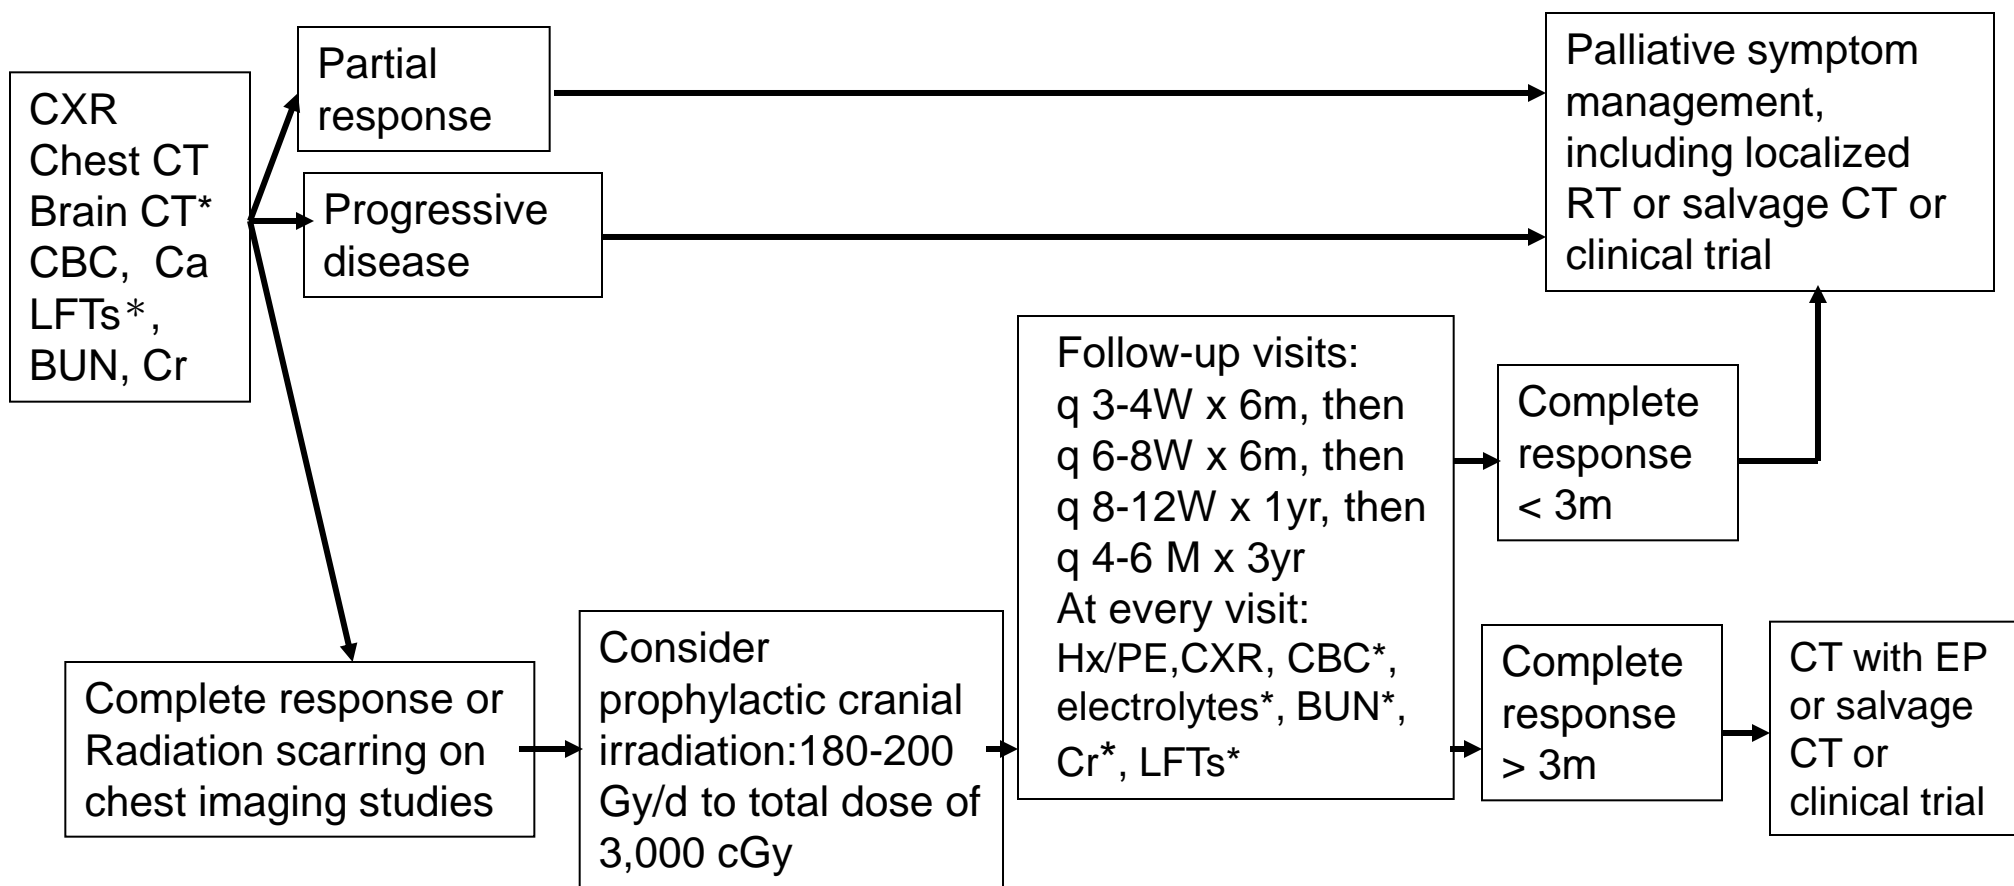 CXR
Chest CT
Brain CT*
CBC,  Ca
LFTs*,
BUN, Cr
Partial
response
Progressive
disease
Palliative symptom
management,
including localized
RT or salvage CT or
clinical trial
Complete response or
Radiation scarring on
chest imaging studies
Consider
prophylactic cranial
irradiation:180-200
Gy/d to total dose of
3,000 cGy
Follow-up visits:
q 3-4W x 6m, then
q 6-8W x 6m, then
q 8-12W x 1yr, then
q 4-6 M x 3yr
At every visit:
Hx/PE,CXR, CBC*,
electrolytes*, BUN*,
Cr*, LFTs*
Complete
response
< 3m
Complete
response
> 3m
CT with EP
or salvage
CT or
clinical trial